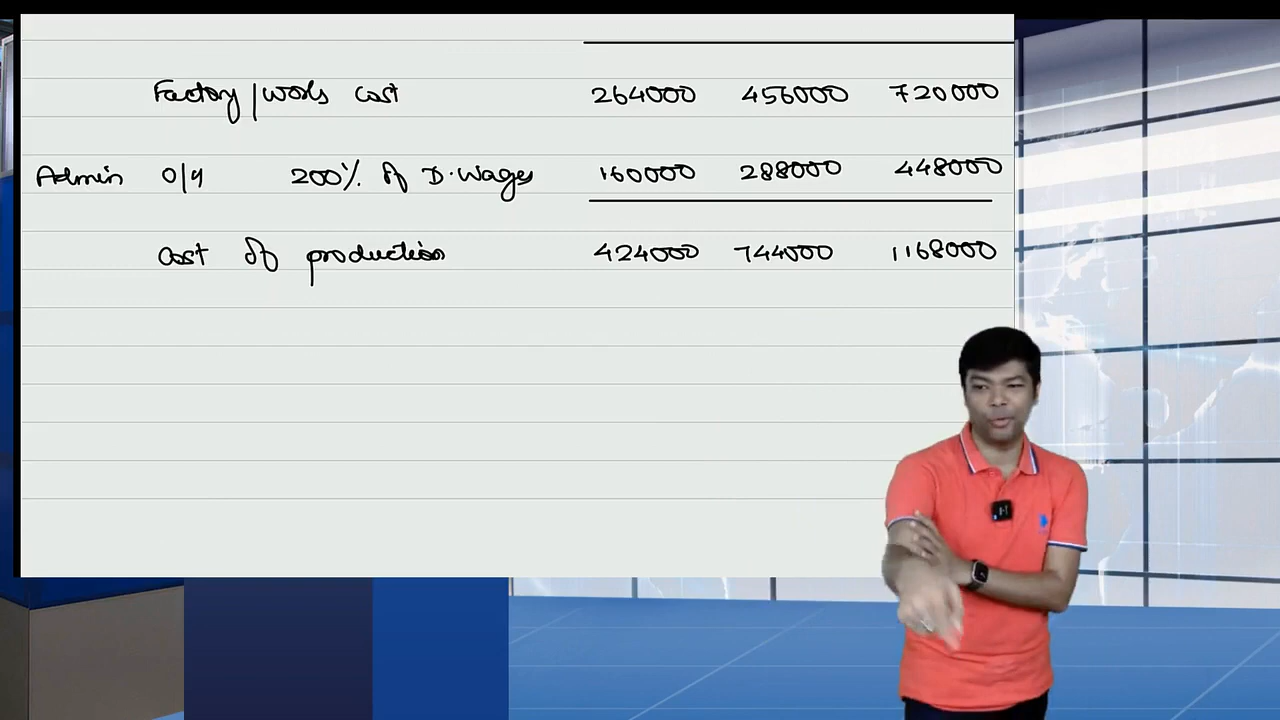 Factory/works cost 264000 456000 720000
Admin O/H 200% of D.Wages 160000 288000 448000
cost of production 424000 744000 1168000